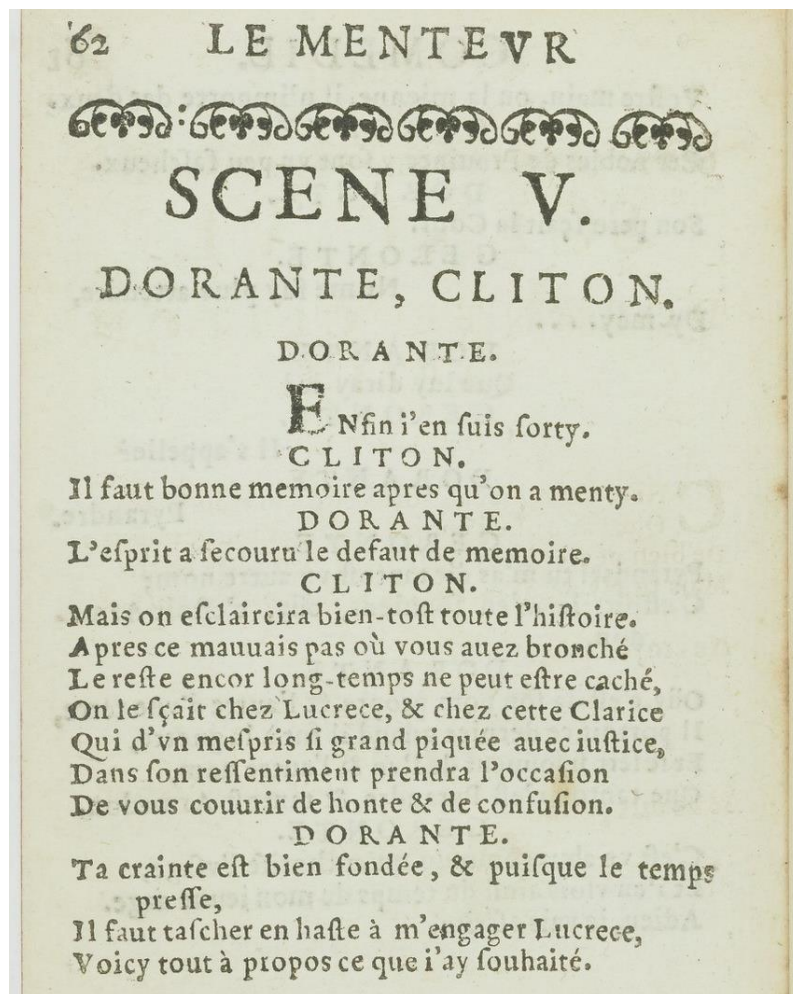 62 LE MENTEVR
SCENE V.
DORANTE, CLITON.
DORANTE.
ENfin i'en ſuis ſorty.
CLITON.
Il faut bonne memoire apres qu'on a menty.
DORANTE.
L'eſprit a ſecouru le defaut de memoire.
CLITON.
Mais on eſclaircira bien-toſt toute l'hiſtoire.
Apres ce mauuais pas où vous auez bronché
Le reſte encor long-temps ne peut eſtre caché,
On le ſçait chez Lucrece, & chez cette Clarice
Qui d'vn meſpris ſi grand piquée auec iuſtice,
Dans ſon reſſentiment prendra l'occaſion
De vous couurir de honte & de confuſion.
DORANTE.
Ta crainte eſt bien fondée, & puiſque le temps
preſſe,
Il faut taſcher en haſte à m'engager Lucrece,
Voicy tout à propos ce que i'ay ſouhaité.